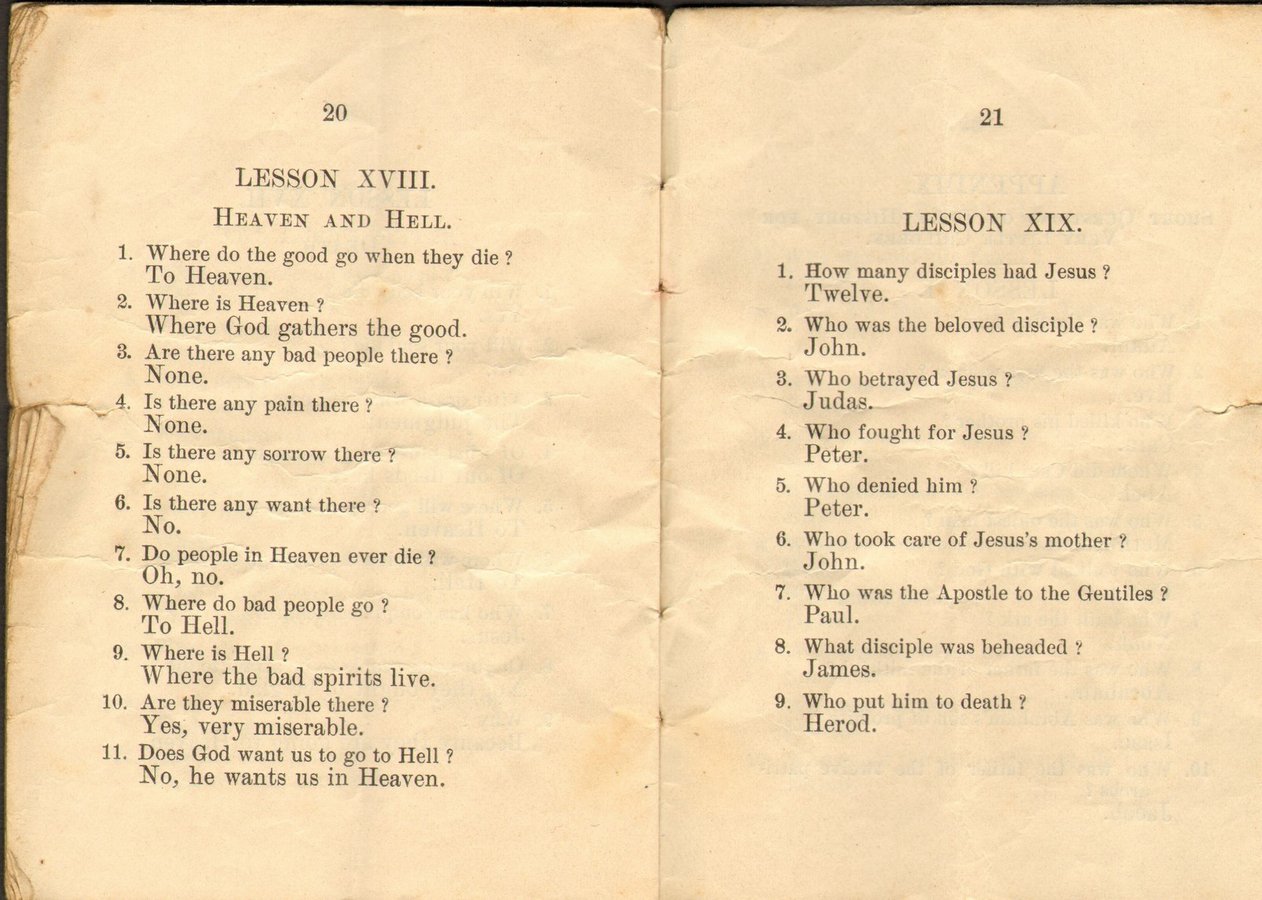 20
LESSON XVIII.
HEAVEN AND HELL.
1. Where do the good go when they die ?
To Heaven.
2. Where is Heaven ?
Where God gathers the good.
3. Are there any bad people there ?
None.
4. Is there any pain there ?
None.
5. Is there any sorrow there ?
None.
6. Is there any want there ?
No.
7. Do people in Heaven ever die ?
Oh, no.
8. Where do bad people go ?
To Hell.
9. Where is Hell ?
Where the bad spirits live.
10. Are they miserable there ?
Yes, very miserable.
11. Does God want us to go to Hell ?
No, he wants us in Heaven.
21
LESSON XIX.
1. How many disciples had Jesus ?
Twelve.
2. Who was the beloved disciple ?
John.
3. Who betrayed Jesus ?
Judas.
4. Who fought for Jesus ?
Peter.
5. Who denied him ?
Peter.
6. Who took care of Jesus's mother ?
John.
7. Who was the Apostle to the Gentiles ?
Paul.
8. What disciple was beheaded ?
James.
9. Who put him to death ?
Herod.